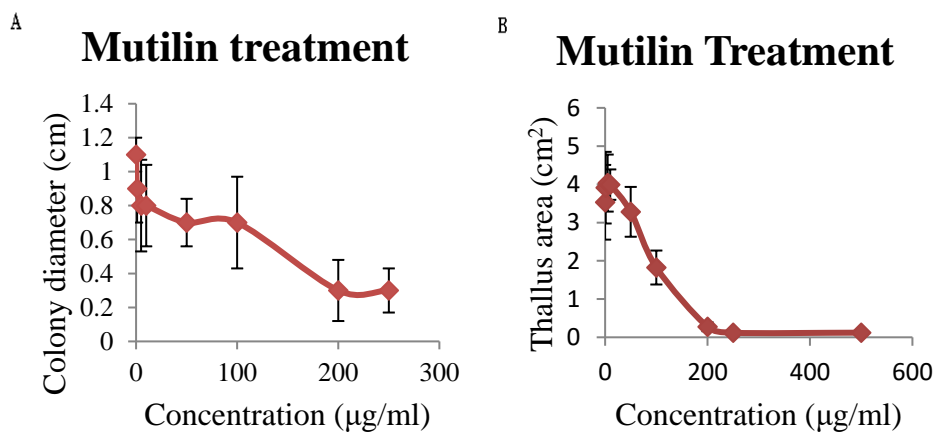 A
Mutilin treatment
Colony diameter (cm)
1.4
1.2
1
0.8
0.6
0.4
0.2
0
0 100 200 300
Concentration (μg/ml)
B
Mutilin Treatment
Thallus area (cm²)
6
5
4
3
2
1
0
0 200 400 600
Concentration (μg/ml)